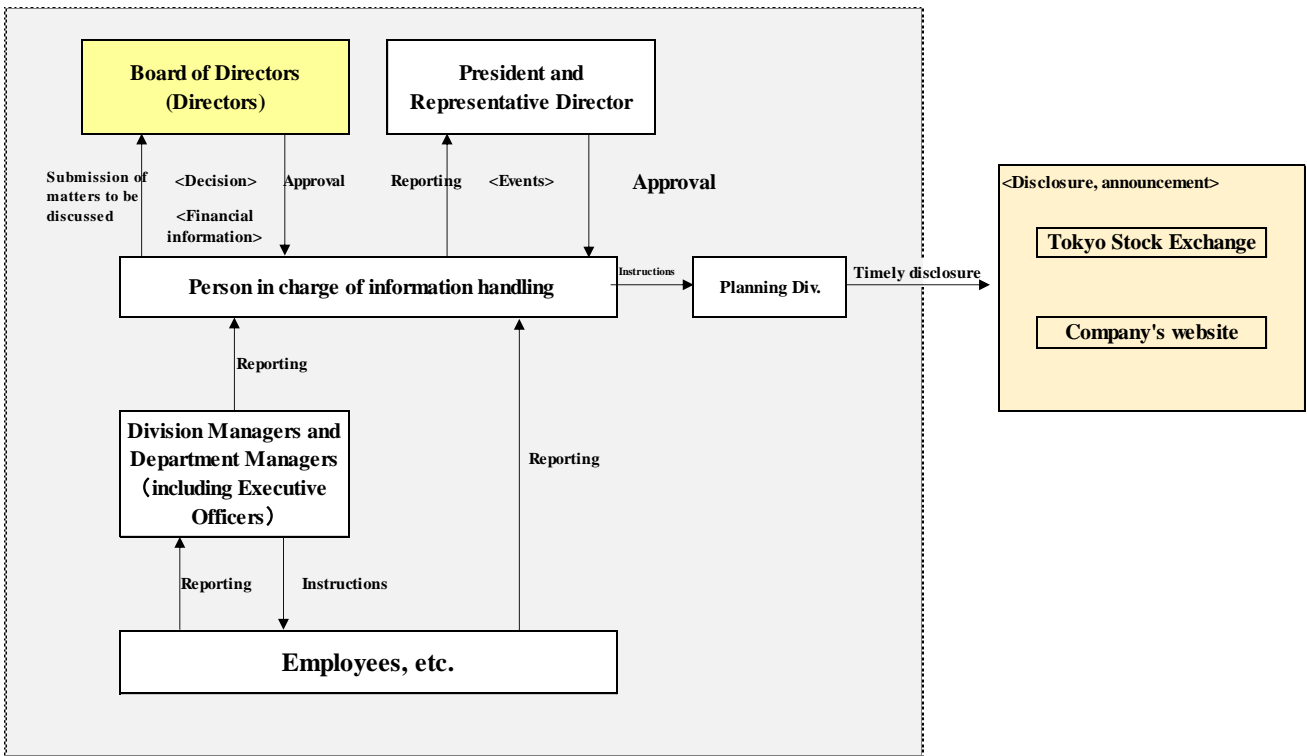 Board of Directors
(Directors)
President and
Representative Director
Submission of
matters to be
discussed
<Decision>
<Financial
information>
Approval
Reporting
<Events>
Approval
<Disclosure, announcement>
Tokyo Stock Exchange
Company's website
Person in charge of information handling
Instructions
Planning Div.
Timely disclosure
Reporting
Division Managers and
Department Managers
（including Executive
Officers）
Reporting
Reporting
Instructions
Employees, etc.